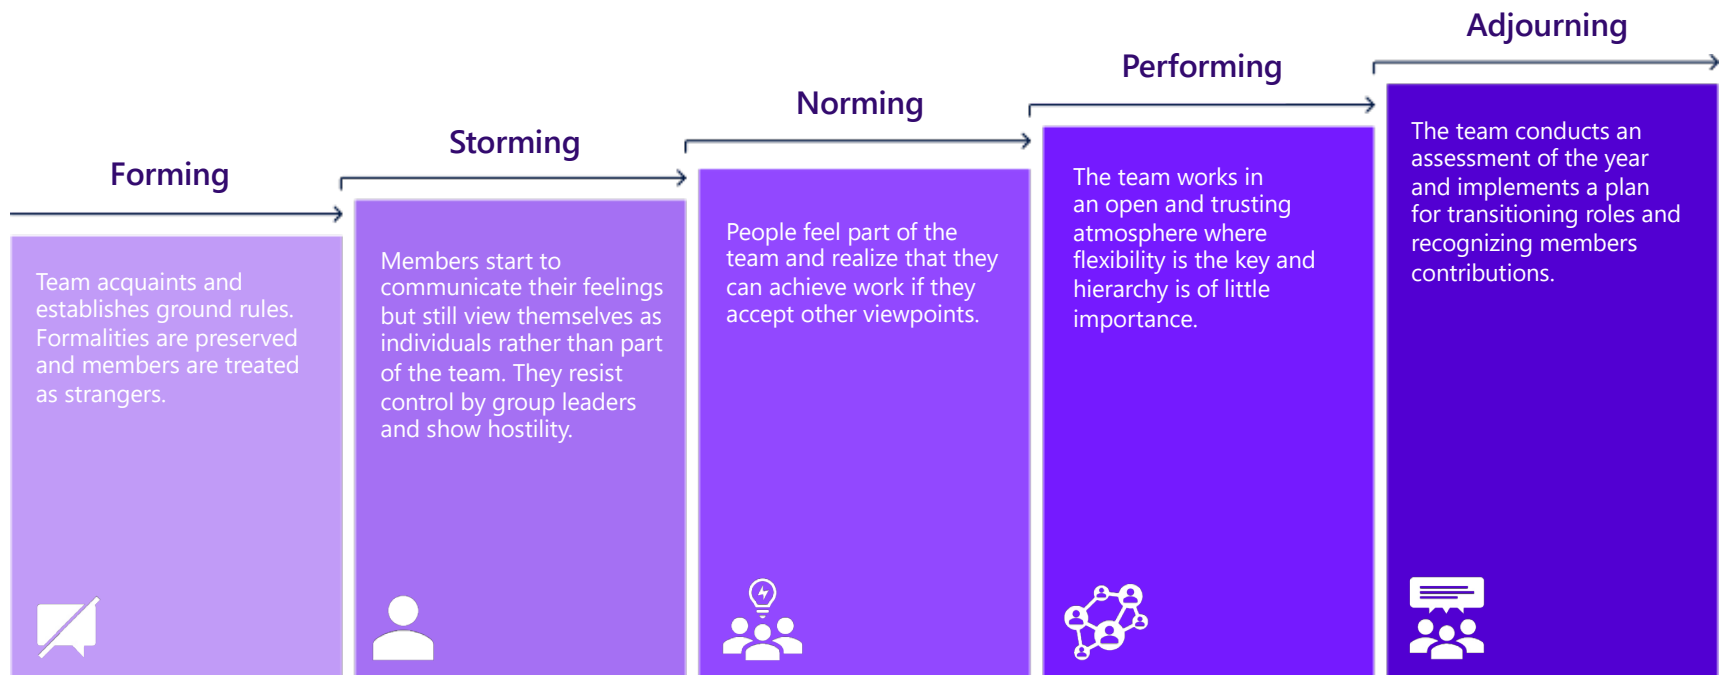 Forming
Team acquaints and
establishes ground rules.
Formalities are preserved
and members are treated
as strangers.
Storming
Members start to
communicate their feelings
but still view themselves as
individuals rather than part
of the team. They resist
control by group leaders
and show hostility.
Norming
People feel part of the
team and realize that they
can achieve work if they
accept other viewpoints.
Performing
The team works in
an open and trusting
atmosphere where
flexibility is the key and
hierarchy is of little
importance.
Adjourning
The team conducts an
assessment of the year
and implements a plan
for transitioning roles and
recognizing members
contributions.